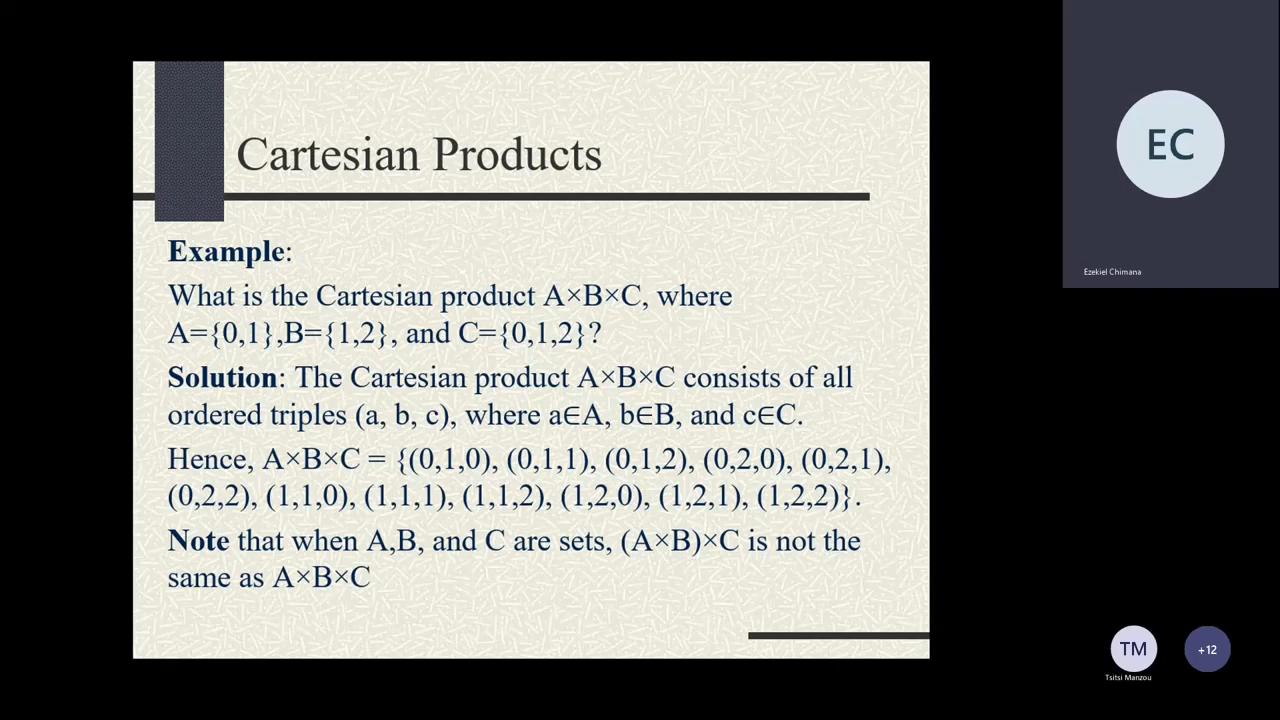 Cartesian Products
Example:
What is the Cartesian product A×B×C, where
A={0,1},B={1,2}, and C={0,1,2}?
Solution: The Cartesian product A×B×C consists of all
ordered triples (a, b, c), where a∈A, b∈B, and c∈C.
Hence, A×B×C = {(0,1,0), (0,1,1), (0,1,2), (0,2,0), (0,2,1),
(0,2,2), (1,1,0), (1,1,1), (1,1,2), (1,2,0), (1,2,1), (1,2,2)}.
Note that when A,B, and C are sets, (A×B)×C is not the
same as A×B×C
EC
Ezekiel Chimana
TM
+12
Tsitsi Manzou